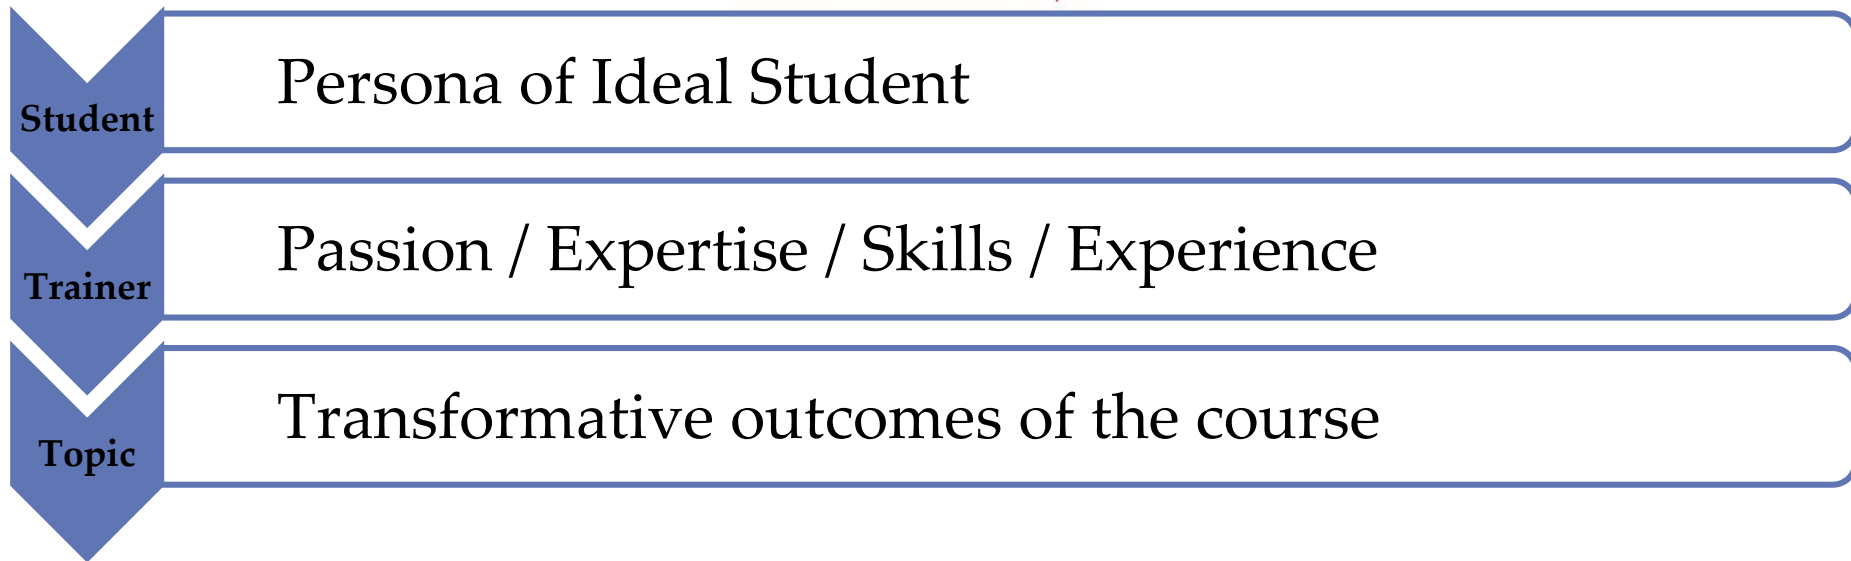 Student
Persona of Ideal Student
Trainer
Passion / Expertise / Skills / Experience
Topic
Transformative outcomes of the course